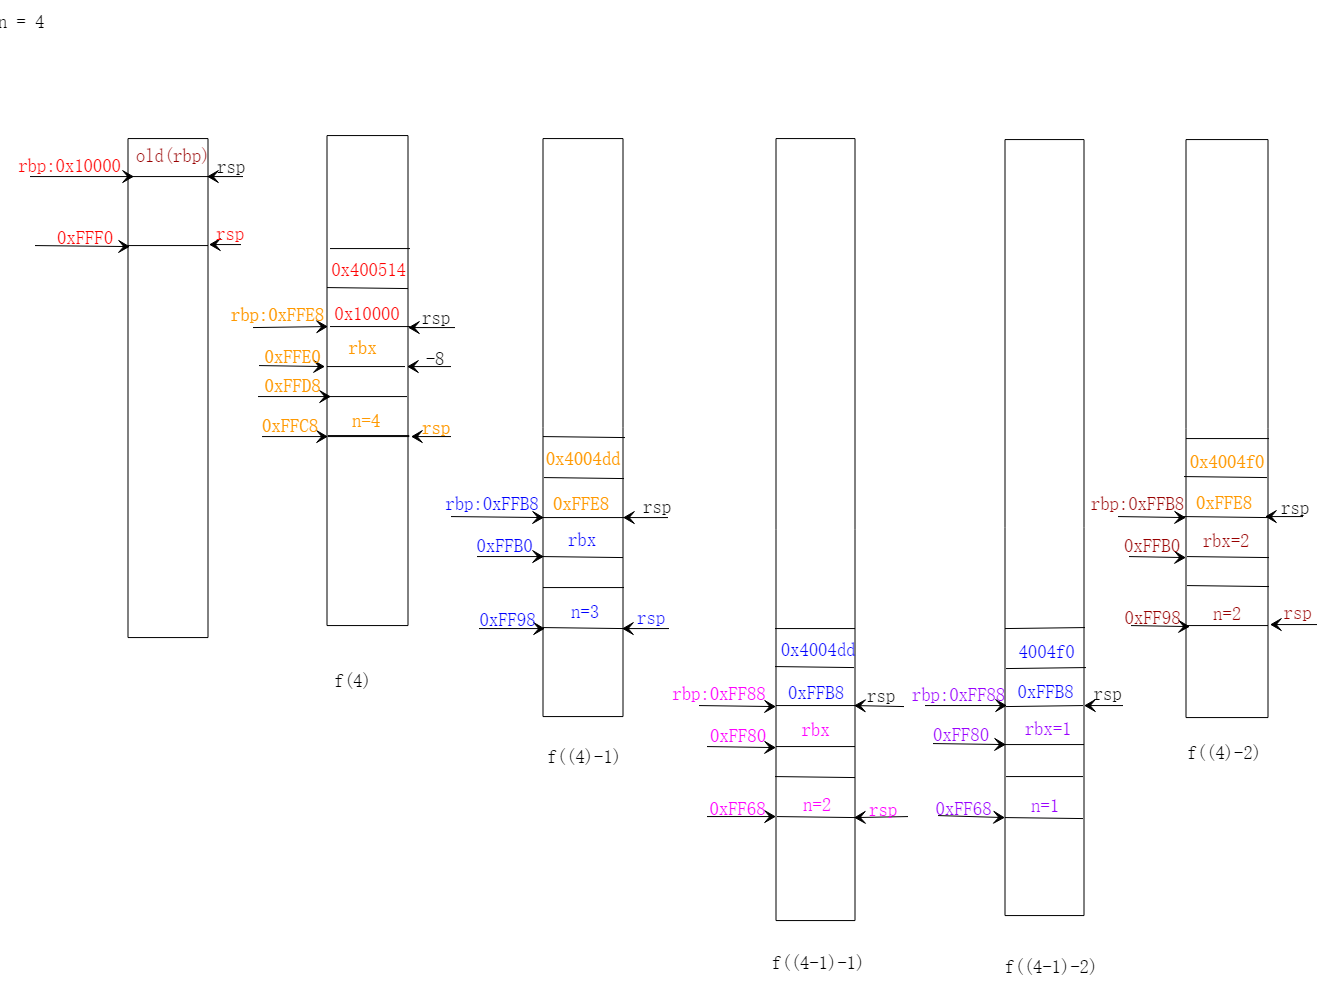 n = 4
old(rbp)
rbp:0x10000
rsp
0xFFF0
rsp
0x400514
rbp:0xFFE8
0x10000
rsp
rbx
0xFFE0
-8
0xFFD8
0xFFC8
n=4
rsp
f(4)
0x4004dd
rbp:0xFFB8
0xFFE8
rsp
0xFFB0
rbx
0xFF98
n=3
rsp
f((4)-1)
0x4004dd
rbp:0xFF88
0xFFB8
rsp
0xFF80
rbx
0xFF68
n=2
rsp
f((4-1)-1)
4004f0
rbp:0xFF88
0xFFB8
rsp
0xFF80
rbx=1
0xFF68
n=1
f((4-1)-2)
0x4004f0
rbp:0xFFB8
0xFFE8
rsp
0xFFB0
rbx=2
0xFF98
n=2
rsp
f((4)-2)